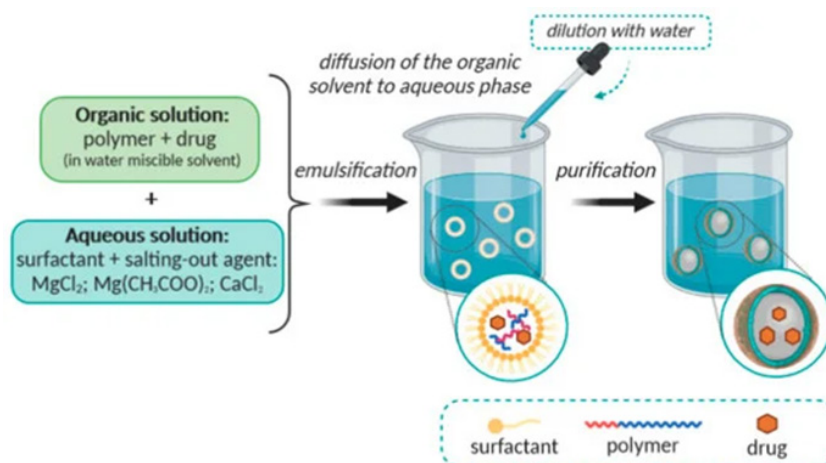 Organic solution:
polymer + drug
(in water miscible solvent)
+
Aqueous solution:
surfactant + salting-out agent:
MgCl₂; Mg(CH₃COO)₂; CaCl₂
emulsification
diffusion of the organic
solvent to aqueous phase
dilution with water
purification
surfactant
polymer
drug